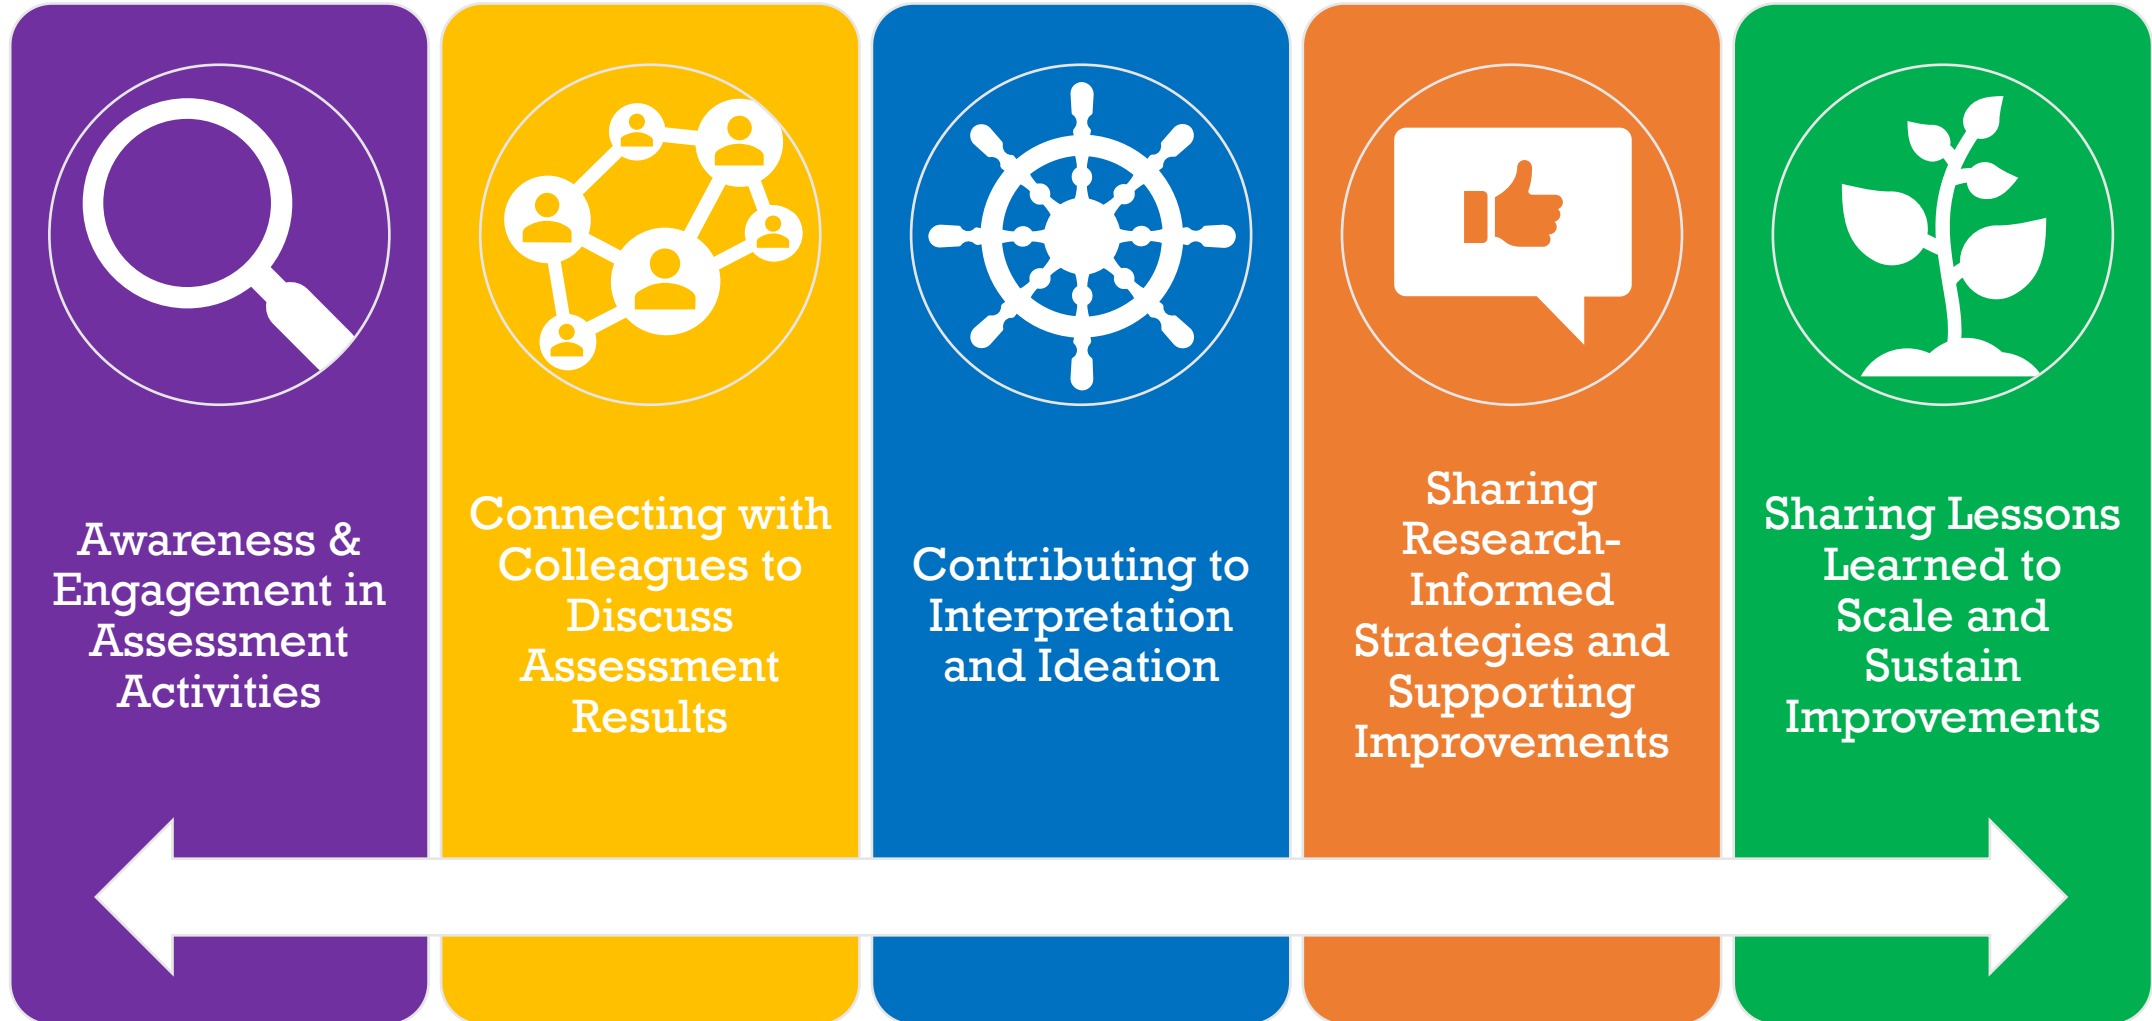 Awareness &
Engagement in
Assessment
Activities
Connecting with
Colleagues to
Discuss
Assessment
Results
Contributing to
Interpretation
and Ideation
Sharing
Research-
Informed
Strategies and
Supporting
Improvements
Sharing Lessons
Learned to
Scale and
Sustain
Improvements